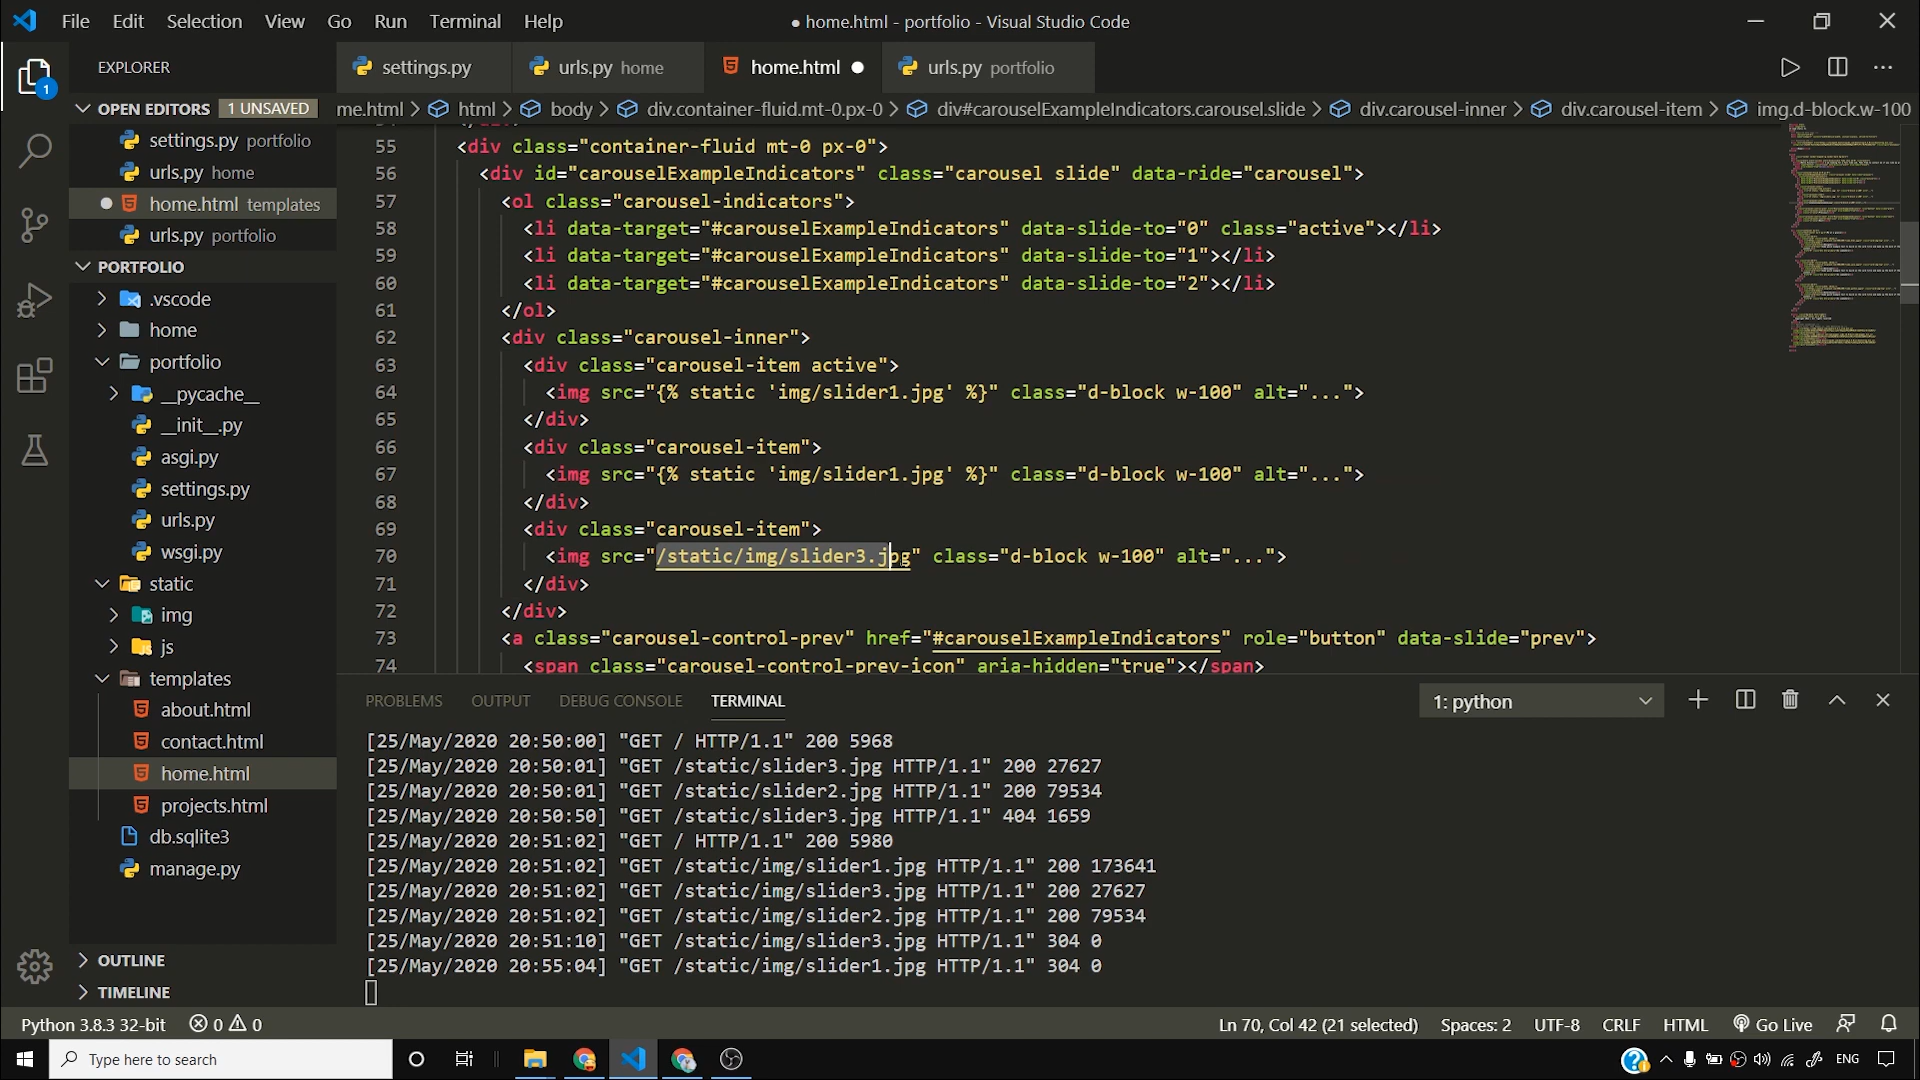 File Edit Selection View Go Run Terminal Help
● home.html - portfolio - Visual Studio Code
EXPLORER
settings.py
urls.py home
home.html ●
urls.py portfolio
OPEN EDITORS 1 UNSAVED
1
me.html > html > body > div.container-fluid.mt-0.px-0 > div#carouselExampleIndicators.carousel.slide > div.carousel-inner > div.carousel-item > img.d-block.w-100
settings.py portfolio
urls.py home
● home.html templates
urls.py portfolio
PORTFOLIO
.vscode
home
portfolio
__pycache__
__init__.py
asgi.py
settings.py
urls.py
wsgi.py
static
img
js
templates
about.html
contact.html
home.html
projects.html
db.sqlite3
manage.py
OUTLINE
TIMELINE
55 <div class="container-fluid mt-0 px-0">
56 <div id="carouselExampleIndicators" class="carousel slide" data-ride="carousel">
57 <ol class="carousel-indicators">
58 <li data-target="#carouselExampleIndicators" data-slide-to="0" class="active"></li>
59 <li data-target="#carouselExampleIndicators" data-slide-to="1"></li>
60 <li data-target="#carouselExampleIndicators" data-slide-to="2"></li>
61 </ol>
62 <div class="carousel-inner">
63 <div class="carousel-item active">
64 <img src="{% static 'img/slider1.jpg' %}" class="d-block w-100" alt="...">
65 </div>
66 <div class="carousel-item">
67 <img src="{% static 'img/slider1.jpg' %}" class="d-block w-100" alt="...">
68 </div>
69 <div class="carousel-item">
70 <img src="/static/img/slider3.jpg" class="d-block w-100" alt="...">
71 </div>
72 </div>
73 <a class="carousel-control-prev" href="#carouselExampleIndicators" role="button" data-slide="prev">
74 <span class="carousel-control-prev-icon" aria-hidden="true"></span>
PROBLEMS OUTPUT DEBUG CONSOLE TERMINAL
1: python
[25/May/2020 20:50:00] "GET / HTTP/1.1" 200 5968
[25/May/2020 20:50:01] "GET /static/slider3.jpg HTTP/1.1" 200 27627
[25/May/2020 20:50:01] "GET /static/slider2.jpg HTTP/1.1" 200 79534
[25/May/2020 20:50:50] "GET /static/slider3.jpg HTTP/1.1" 404 1659
[25/May/2020 20:51:02] "GET / HTTP/1.1" 200 5980
[25/May/2020 20:51:02] "GET /static/img/slider1.jpg HTTP/1.1" 200 173641
[25/May/2020 20:51:02] "GET /static/img/slider3.jpg HTTP/1.1" 200 27627
[25/May/2020 20:51:02] "GET /static/img/slider2.jpg HTTP/1.1" 200 79534
[25/May/2020 20:51:10] "GET /static/img/slider3.jpg HTTP/1.1" 304 0
[25/May/2020 20:55:04] "GET /static/img/slider1.jpg HTTP/1.1" 304 0
Python 3.8.3 32-bit 0 0
Ln 70, Col 42 (21 selected) Spaces: 2 UTF-8 CRLF HTML Go Live
Type here to search
ENG